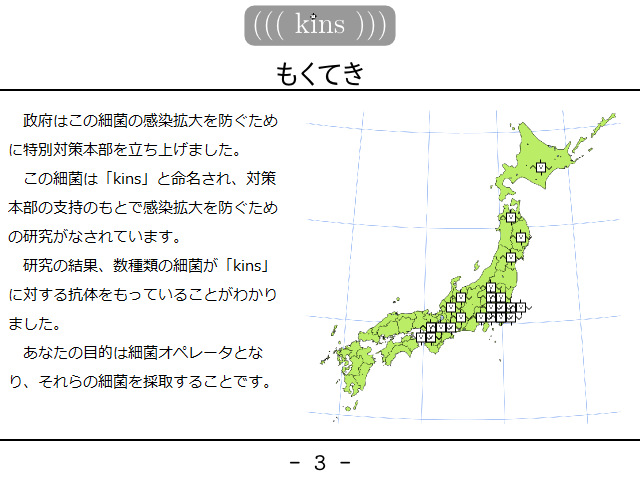 ((( kins )))
もくてき
政府はこの細菌の感染拡大を防ぐため
に特別対策本部を立ち上げました。
この細菌は「kins」と命名され、対策
本部の支持のもとで感染拡大を防ぐため
の研究がなされています。
研究の結果、数種類の細菌が「kins」
に対する抗体をもっていることがわかり
ました。
あなたの目的は細菌オペレータとな
り、それらの細菌を採取することです。
- 3 -